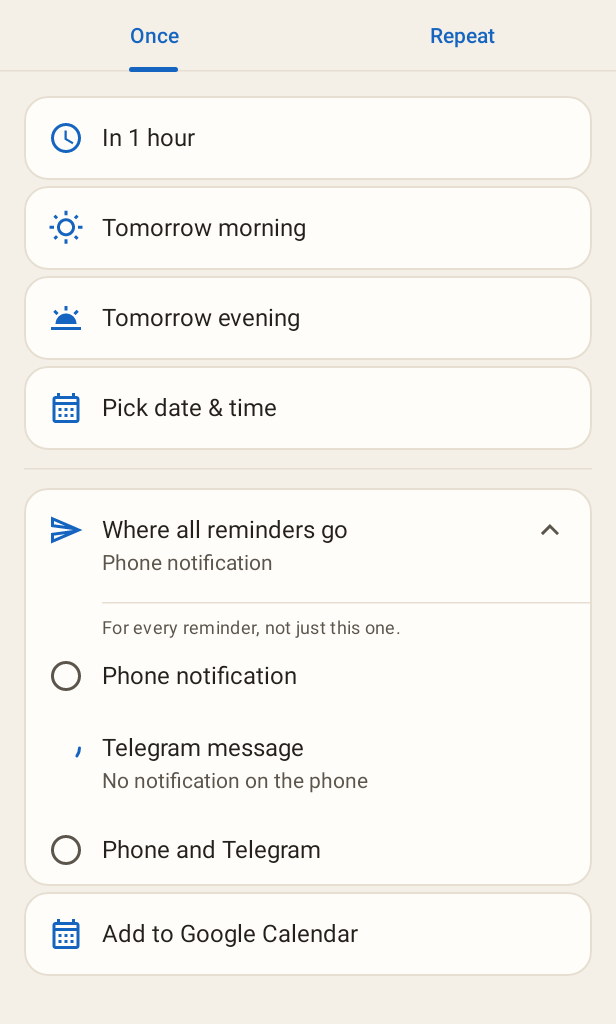 Once
Repeat
In 1 hour
Tomorrow morning
Tomorrow evening
Pick date & time
Where all reminders go
Phone notification
For every reminder, not just this one.
Phone notification
Telegram message
No notification on the phone
Phone and Telegram
Add to Google Calendar